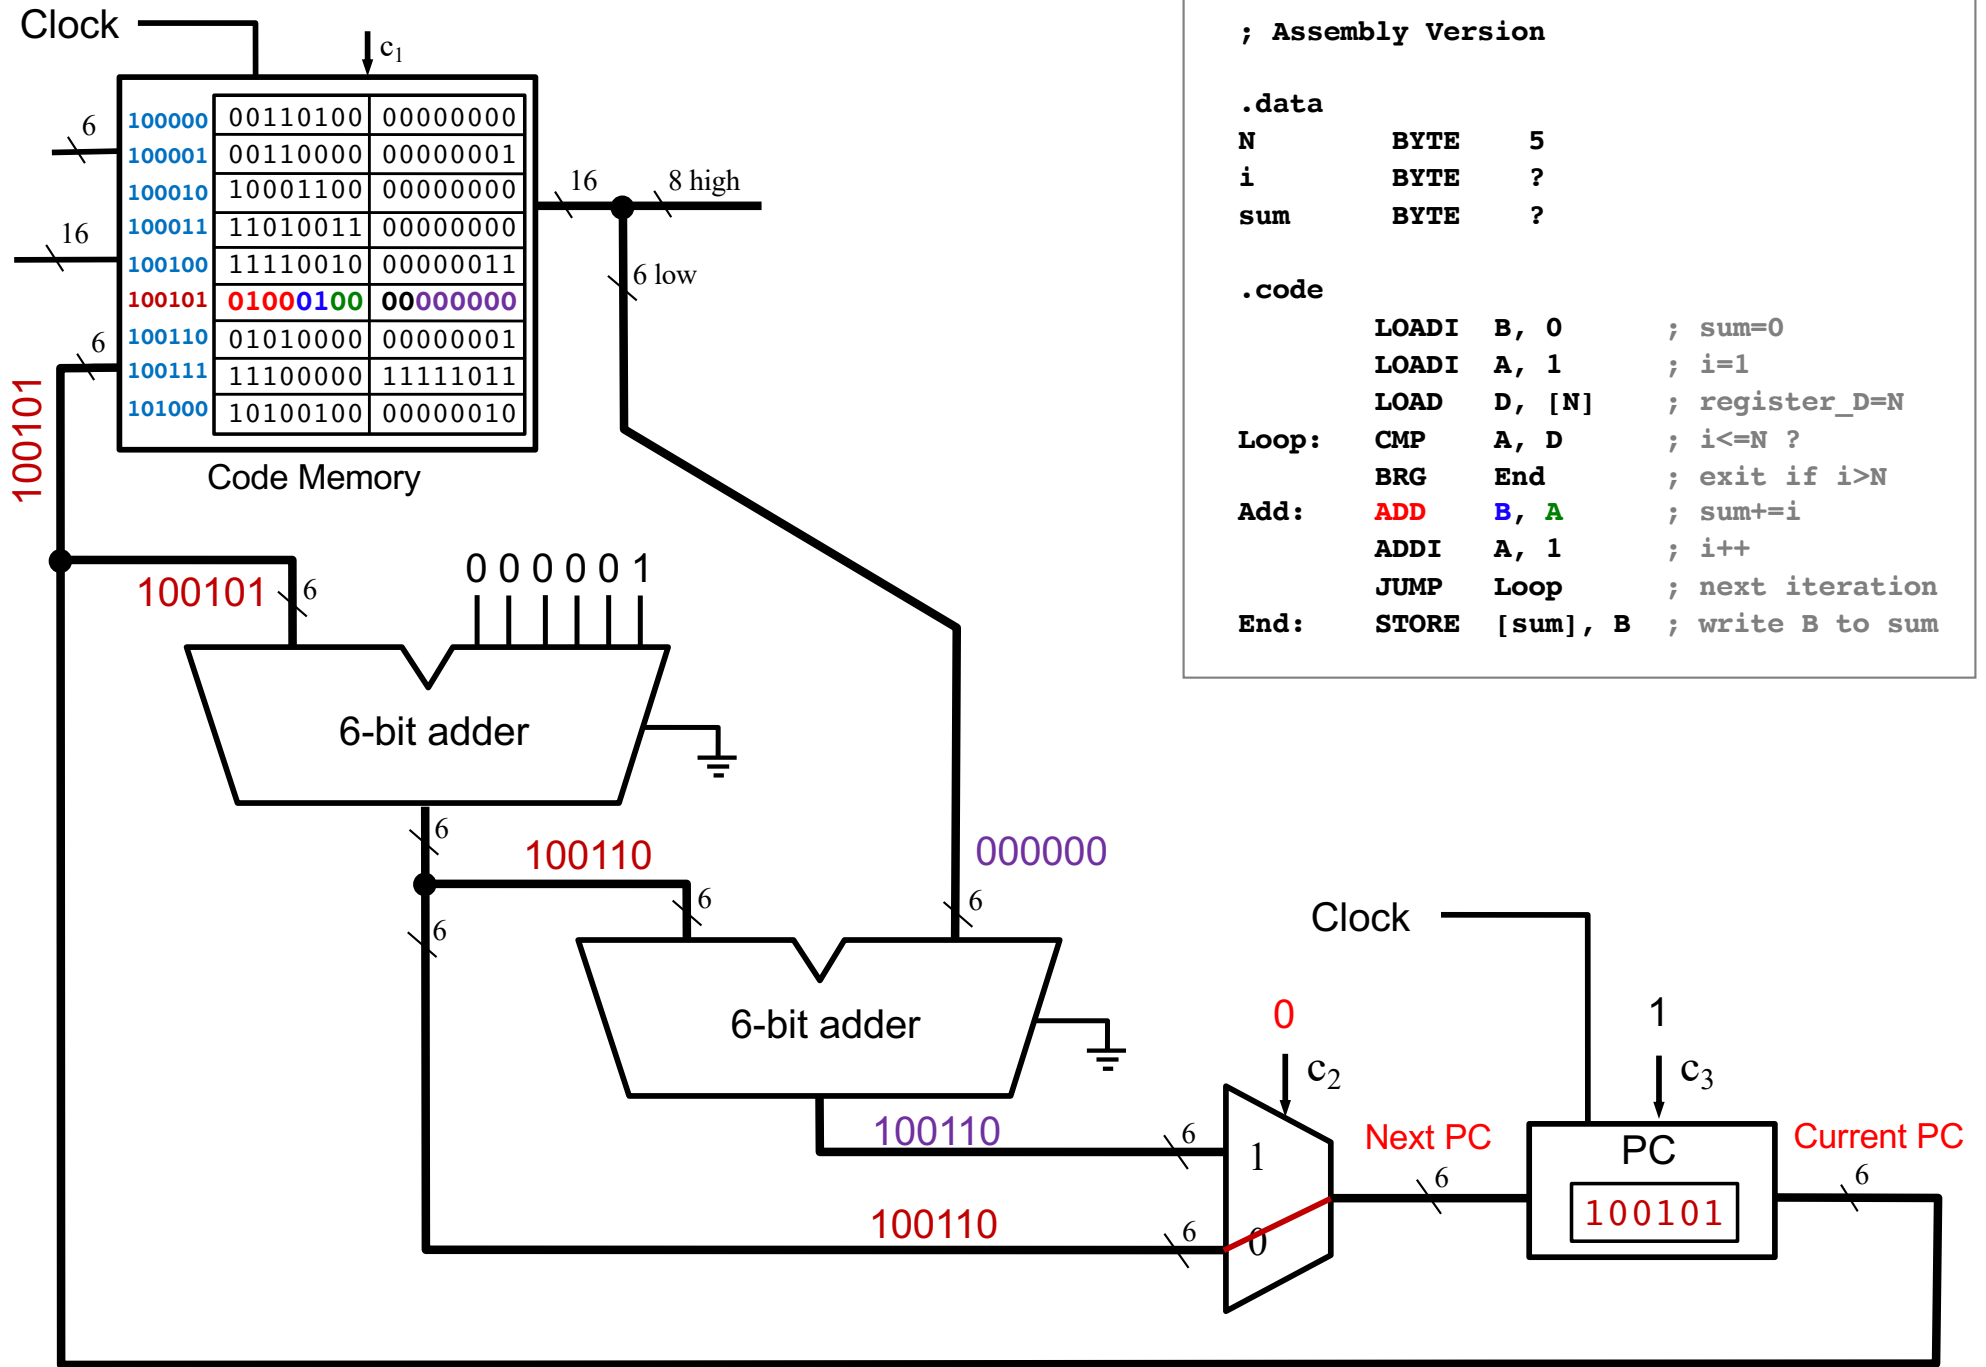 Clock
c1
100000 00110100 00000000
100001 00110000 00000001
100010 10001100 00000000
100011 11010011 00000000
100100 11110010 00000011
100101 01000100 00000000
100110 01010000 00000001
100111 11100000 11111011
101000 10100100 00000010
6
16
6
100101
Code Memory
16
8 high
6 low
; Assembly Version
.data
N BYTE 5
i BYTE ?
sum BYTE ?
.code
LOADI B, 0 ; sum=0
LOADI A, 1 ; i=1
LOAD D, [N] ; register_D=N
Loop: CMP A, D ; i<=N ?
BRG End ; exit if i>N
Add: ADD B, A ; sum+=i
ADDI A, 1 ; i++
JUMP Loop ; next iteration
End: STORE [sum], B ; write B to sum
100101
6
0 0 0 0 0 1
6-bit adder
6
100110
6
6
000000
6
6-bit adder
100110
6
100110
6
0
c2
1
0
Next PC
6
Clock
1
c3
PC
100101
Current PC
6